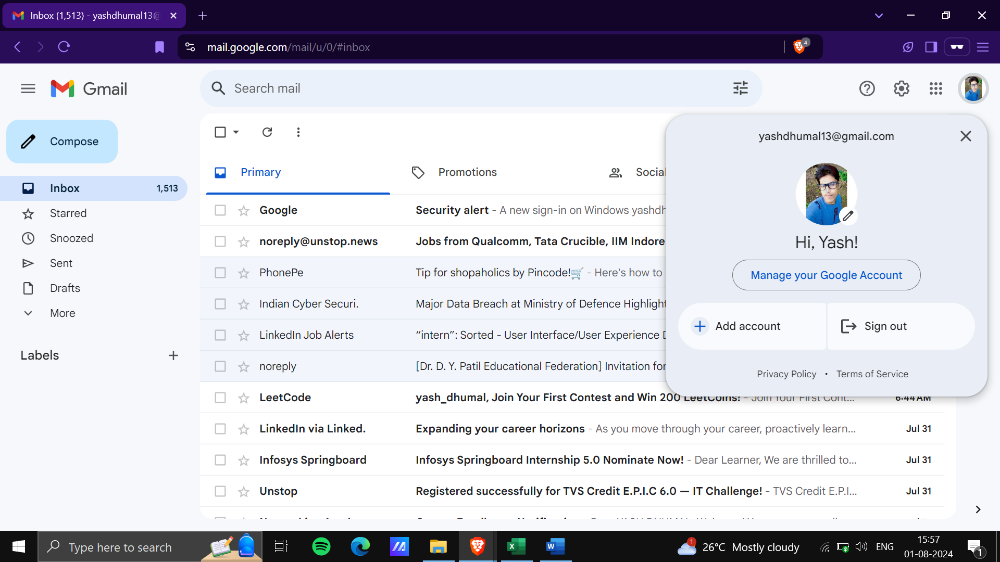 Inbox (1,513) - yashdhumal13@
mail.google.com/mail/u/0/#inbox
4
Gmail
Search mail
Compose
Inbox 1,513
Starred
Snoozed
Sent
Drafts
More
Labels
Primary
Promotions
Social
Google Security alert - A new sign-in on Windows yashdh
noreply@unstop.news Jobs from Qualcomm, Tata Crucible, IIM Indore
PhonePe Tip for shopaholics by Pincode!🛒 - Here's how to
Indian Cyber Securi. Major Data Breach at Ministry of Defence Highlight
LinkedIn Job Alerts “intern”: Sorted - User Interface/User Experience D
noreply [Dr. D. Y. Patil Educational Federation] Invitation for
LeetCode yash_dhumal, Join Your First Contest and Win 200 LeetCoins! - Join Your First Cont... 6:44 AM
LinkedIn via Linked. Expanding your career horizons - As you move through your career, proactively learn... Jul 31
Infosys Springboard Infosys Springboard Internship 5.0 Nominate Now! - Dear Learner, We are thrilled to... Jul 31
Unstop Registered successfully for TVS Credit E.P.I.C 6.0 — IT Challenge! - TVS Credit E.P.I... Jul 31
yashdhumal13@gmail.com
Hi, Yash!
Manage your Google Account
Add account
Sign out
Privacy Policy • Terms of Service
Type here to search
1
26°C Mostly cloudy
ENG
15:57
01-08-2024
1